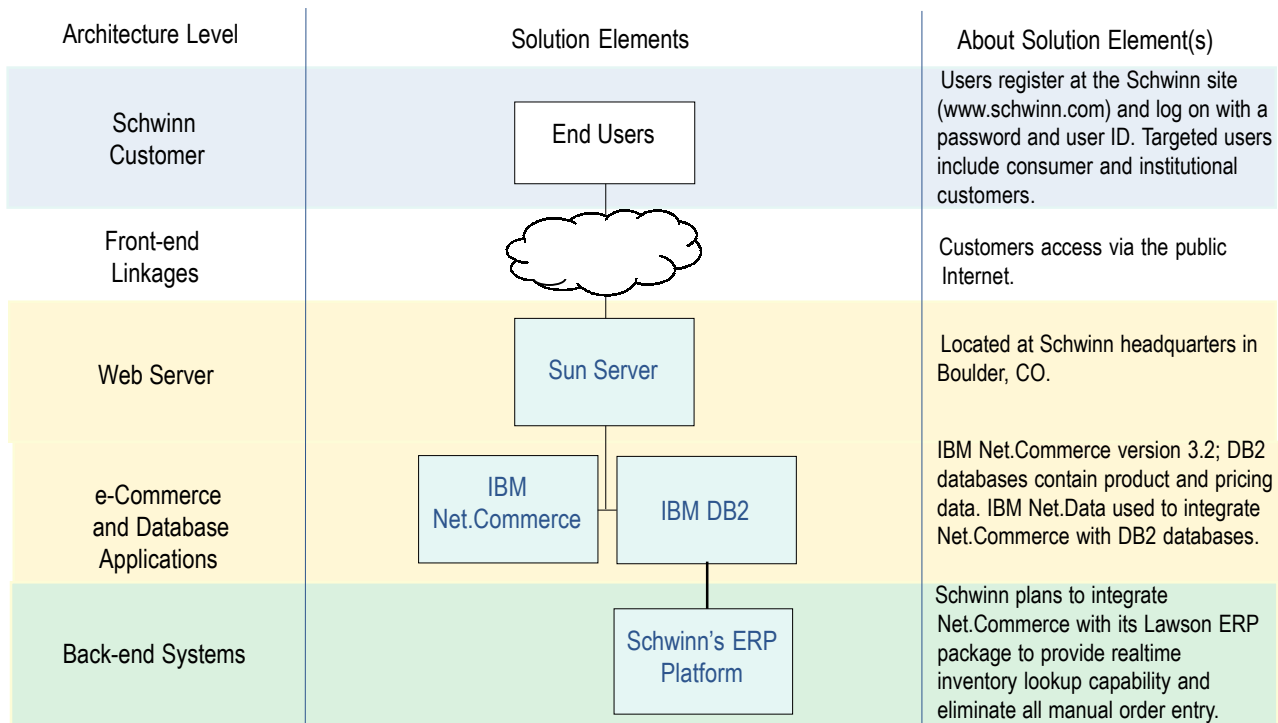 Architecture Level
Solution Elements
About Solution Element(s)
Schwinn
Customer
End Users
Users register at the Schwinn site
(www.schwinn.com) and log on with a
password and user ID. Targeted users
include consumer and institutional
customers.
Front-end
Linkages
Customers access via the public
Internet.
Web Server
Sun Server
Located at Schwinn headquarters in
Boulder, CO.
e-Commerce
and Database
Applications
IBM
Net.Commerce
IBM DB2
IBM Net.Commerce version 3.2; DB2
databases contain product and pricing
data. IBM Net.Data used to integrate
Net.Commerce with DB2 databases.
Back-end Systems
Schwinn's ERP
Platform
Schwinn plans to integrate
Net.Commerce with its Lawson ERP
package to provide realtime
inventory lookup capability and
eliminate all manual order entry.